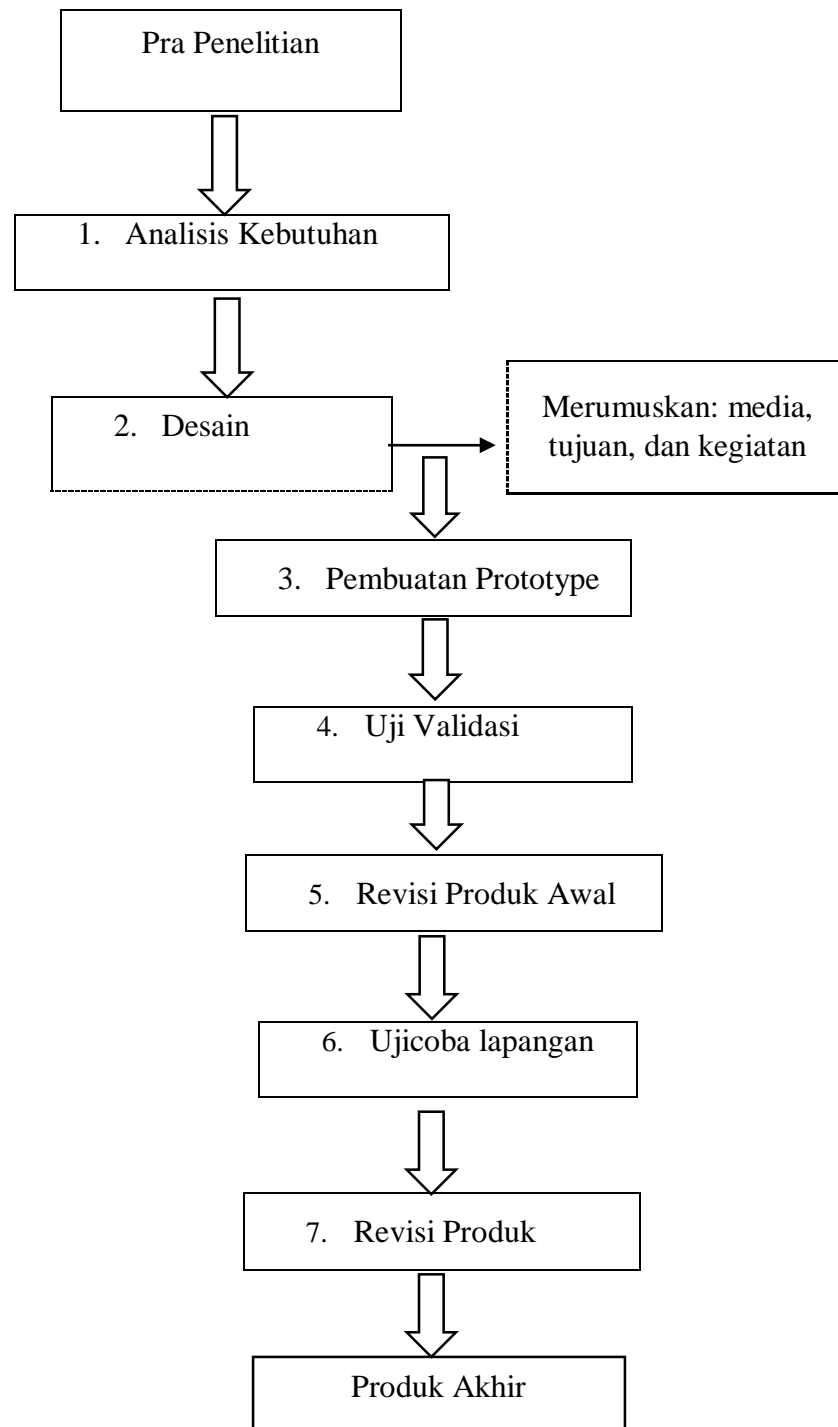 Pra Penelitian
1. Analisis Kebutuhan
2. Desain
Merumuskan: media,
tujuan, dan kegiatan
3. Pembuatan Prototype
4. Uji Validasi
5. Revisi Produk Awal
6. Ujicoba lapangan
7. Revisi Produk
Produk Akhir